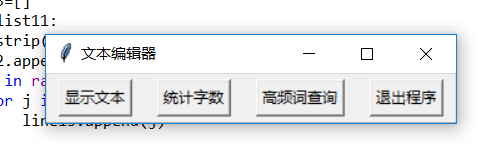 s=[]
list11:
strip(
文本编辑器
2.appe
in ra
显示文本 统计字数 高频词查询 退出程序
or j i
line13.append(j)